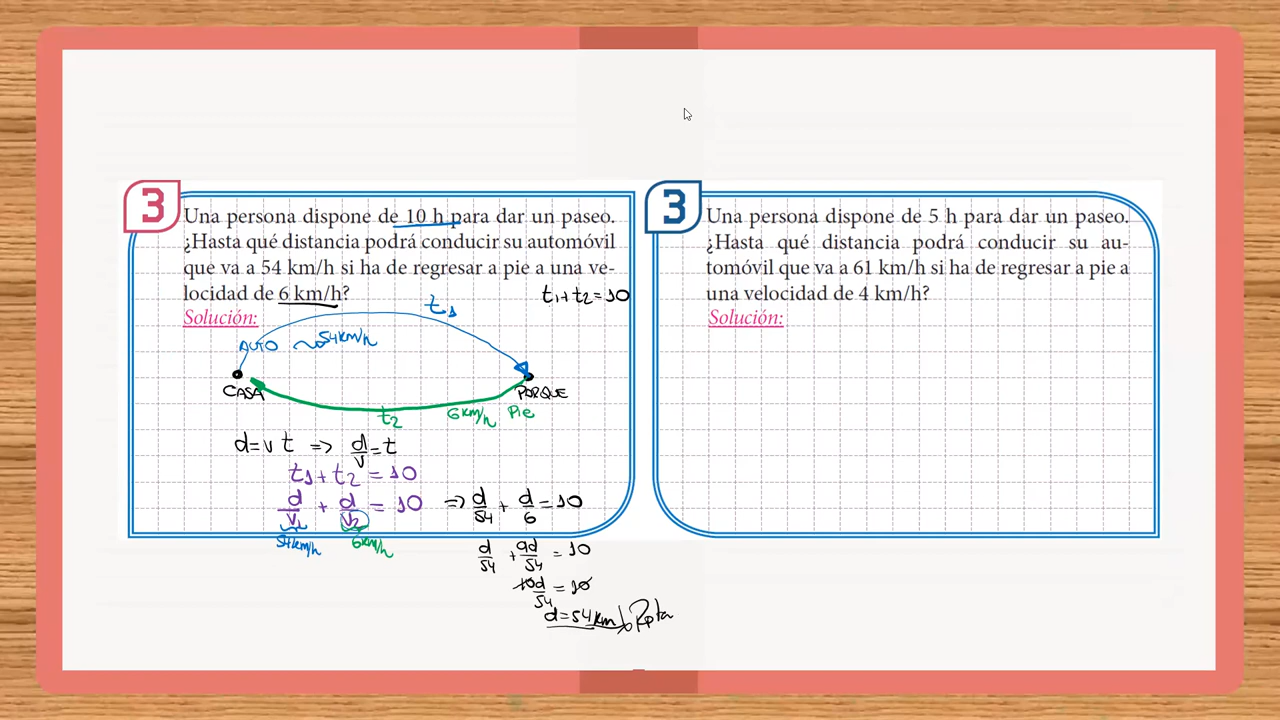 3
Una persona dispone de 10 h para dar un paseo.
¿Hasta qué distancia podrá conducir su automóvil
que va a 54 km/h si ha de regresar a pie a una ve-
locidad de 6 km/h?
t1+t2=10
Solución:
t1
AUTO 54km/h
CASA
PORQUE
t2
6km/h Pie
d=v t => d/v=t
t1+t2=10
d/v1 + d/v2 = 10 => d/54 + d/6 = 10
54km/h 6km/h
d/54 + 9d/54 = 10
10d/54 = 10
d=54km Rpta
3
Una persona dispone de 5 h para dar un paseo.
¿Hasta qué distancia podrá conducir su au-
tomóvil que va a 61 km/h si ha de regresar a pie a
una velocidad de 4 km/h?
Solución: